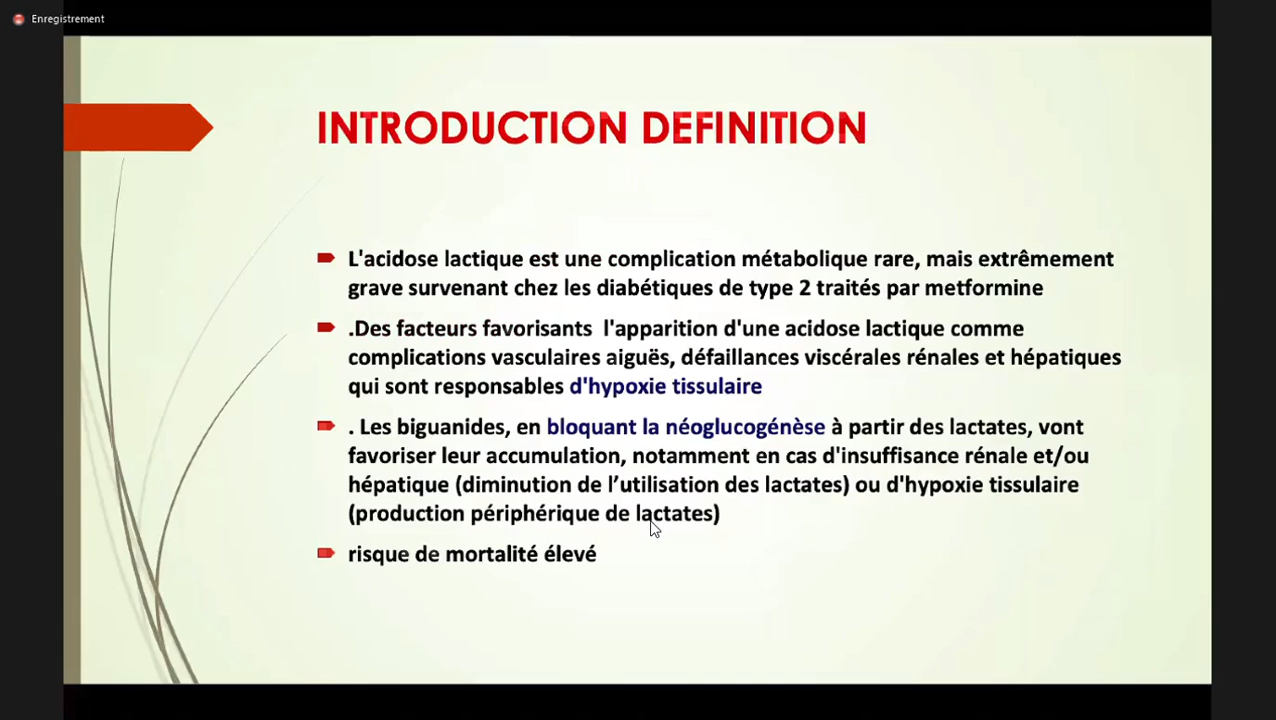 Enregistrement
INTRODUCTION DEFINITION
L'acidose lactique est une complication métabolique rare, mais extrêmement
grave survenant chez les diabétiques de type 2 traités par metformine
.Des facteurs favorisants  l'apparition d'une acidose lactique comme
complications vasculaires aiguës, défaillances viscérales rénales et hépatiques
qui sont responsables d'hypoxie tissulaire
. Les biguanides, en bloquant la néoglucogénèse à partir des lactates, vont
favoriser leur accumulation, notamment en cas d'insuffisance rénale et/ou
hépatique (diminution de l’utilisation des lactates) ou d'hypoxie tissulaire
(production périphérique de lactates)
risque de mortalité élevé